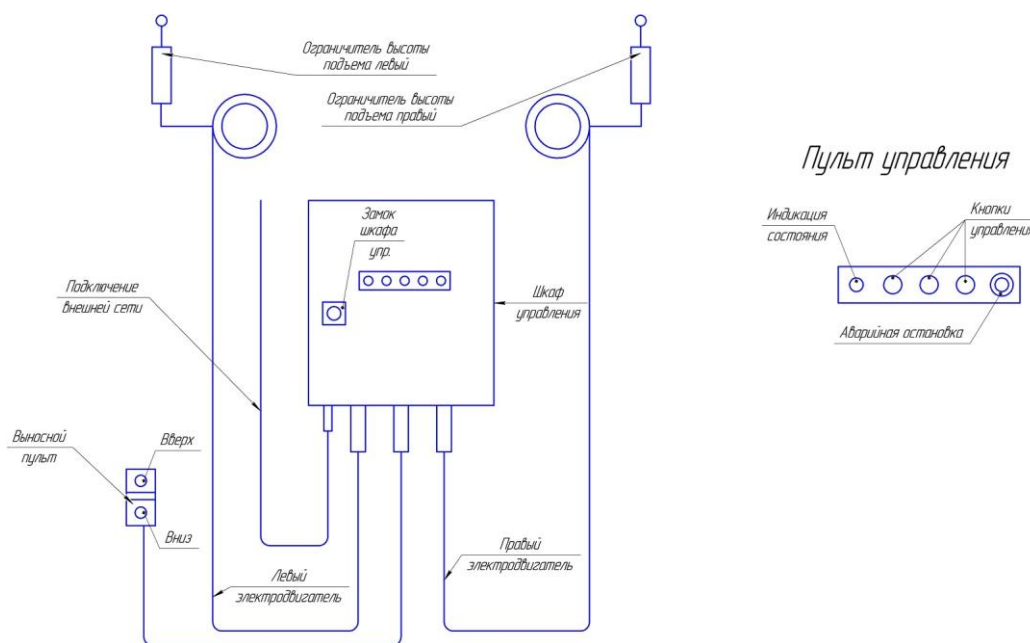 Ограничитель высоты
подъема левый
Ограничитель высоты
подъема правый
Пульт управления
Индикация
состояния
Кнопки
управления
Аварийная остановка
Замок
шкафа
упр.
Подключение
внешней сети
Шкаф
управления
Выносной
пульт
Вверх
Вниз
Левый
электродвигатель
Правый
электродвигатель